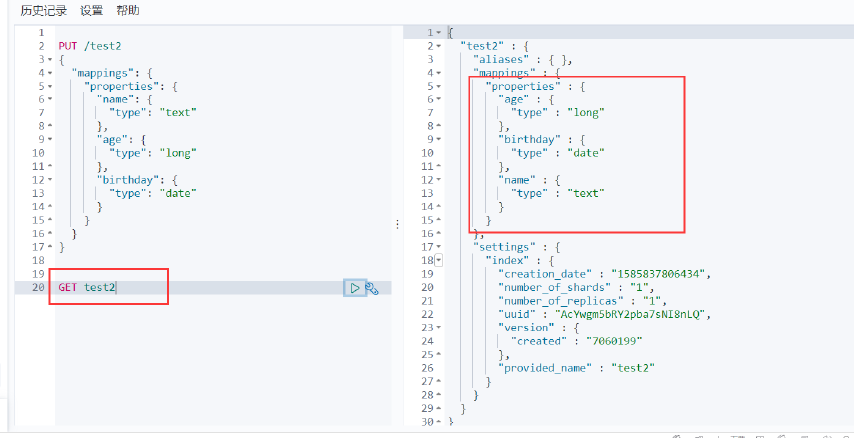 历史记录 设置 帮助
1
2 PUT /test2
3 {
4 "mappings": {
5 "properties": {
6 "name": {
7 "type": "text"
8 },
9 "age": {
10 "type": "long"
11 },
12 "birthday": {
13 "type": "date"
14 }
15 }
16 }
17 }
18
19
20 GET test2
1 {
2 "test2" : {
3 "aliases" : { },
4 "mappings" : {
5 "properties" : {
6 "age" : {
7 "type" : "long"
8 },
9 "birthday" : {
10 "type" : "date"
11 },
12 "name" : {
13 "type" : "text"
14 }
15 }
16 },
17 "settings" : {
18 "index" : {
19 "creation_date" : "1585837806434",
20 "number_of_shards" : "1",
21 "number_of_replicas" : "1",
22 "uuid" : "AcYwgm5bRY2pba7sNI8nLQ",
23 "version" : {
24 "created" : "7060199"
25 },
26 "provided_name" : "test2"
27 }
28 }
29 }
30 }